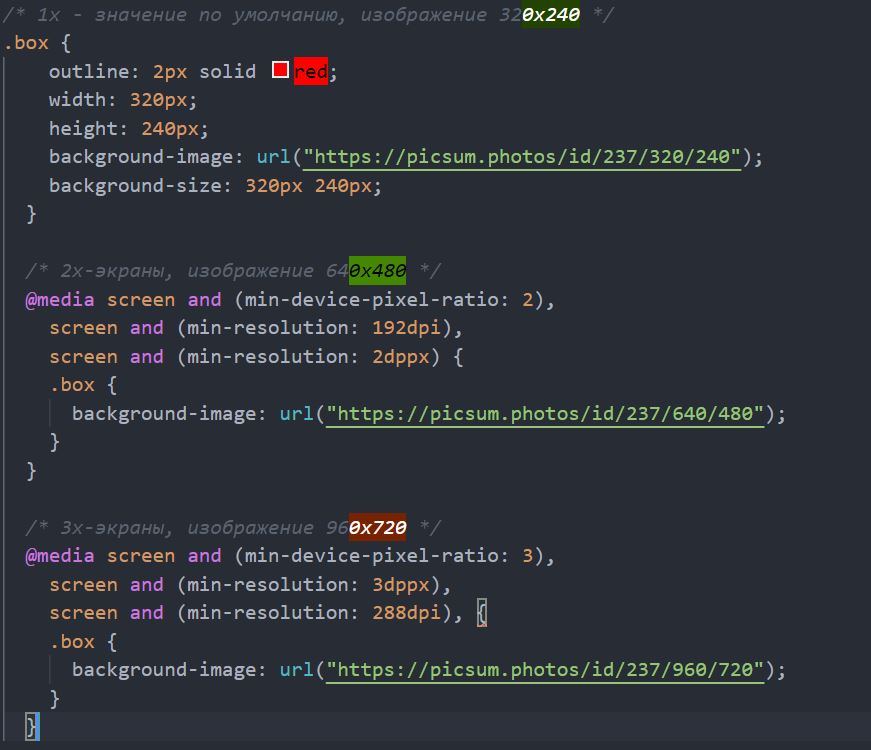 /* 1x - значение по умолчанию, изображение 320x240 */
.box {
outline: 2px solid red;
width: 320px;
height: 240px;
background-image: url("https://picsum.photos/id/237/320/240");
background-size: 320px 240px;
}
/* 2x-экраны, изображение 640x480 */
@media screen and (min-device-pixel-ratio: 2),
screen and (min-resolution: 192dpi),
screen and (min-resolution: 2dppx) {
.box {
background-image: url("https://picsum.photos/id/237/640/480");
}
}
/* 3x-экраны, изображение 960x720 */
@media screen and (min-device-pixel-ratio: 3),
screen and (min-resolution: 3dppx),
screen and (min-resolution: 288dpi), {
.box {
background-image: url("https://picsum.photos/id/237/960/720");
}
}